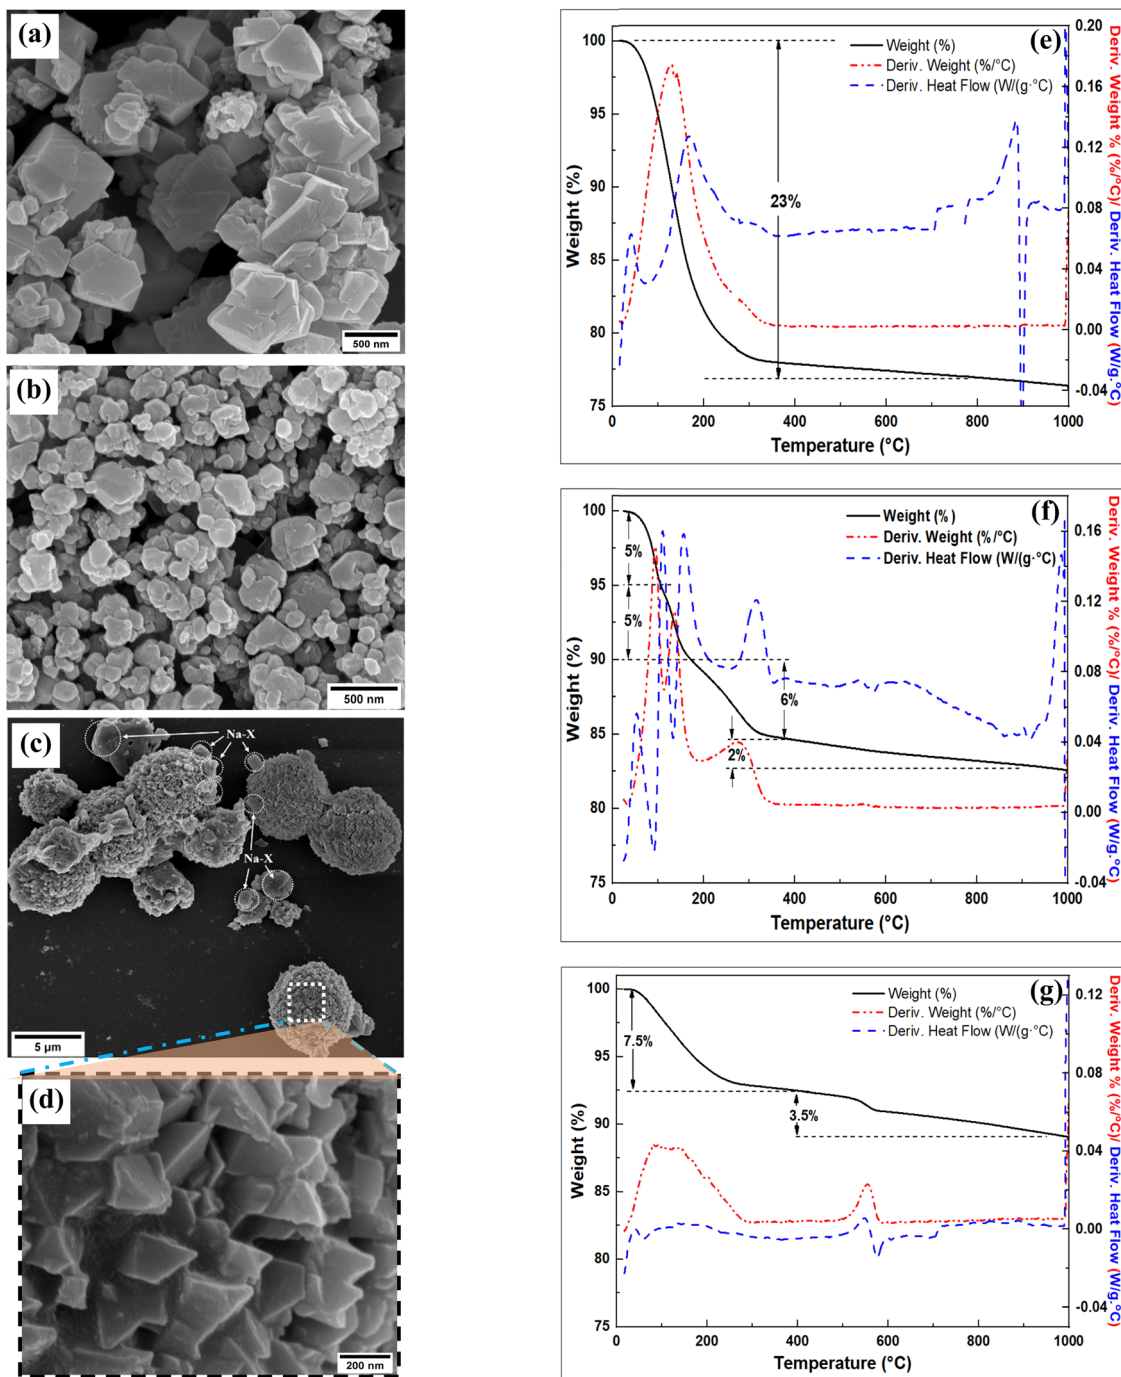 (a)
500 nm
(b)
500 nm
(c)
Na-X
Na-X
5 µm
(d)
200 nm
(e)
Weight (%)
Deriv. Weight (%/°C)
Deriv. Heat Flow (W/(g·°C)
23%
100
95
90
85
80
75
0.20
0.16
0.12
0.08
0.04
0.00
-0.04
0
200
400
600
800
1000
Weight (%)
Temperature (°C)
Deriv. Weight % (%/°C)/ Deriv. Heat Flow (W/g.°C)
(f)
Weight (%)
Deriv. Weight (%/°C)
Deriv. Heat Flow (W/(g·°C)
5%
5%
6%
2%
100
95
90
85
80
75
0.16
0.12
0.08
0.04
0.00
-0.04
0
200
400
600
800
1000
Weight (%)
Temperature (°C)
Deriv. Weight % (%/°C)/ Deriv. Heat Flow (W/g.°C)
(g)
Weight (%)
Deriv. Weight (%/°C)
Deriv. Heat Flow (W/(g·°C)
7.5%
3.5%
100
95
90
85
80
75
0.12
0.08
0.04
0.00
-0.04
0
200
400
600
800
1000
Weight (%)
Temperature (°C)
Deriv. Weight % (%/°C)/ Deriv. Heat Flow (W/g.°C)